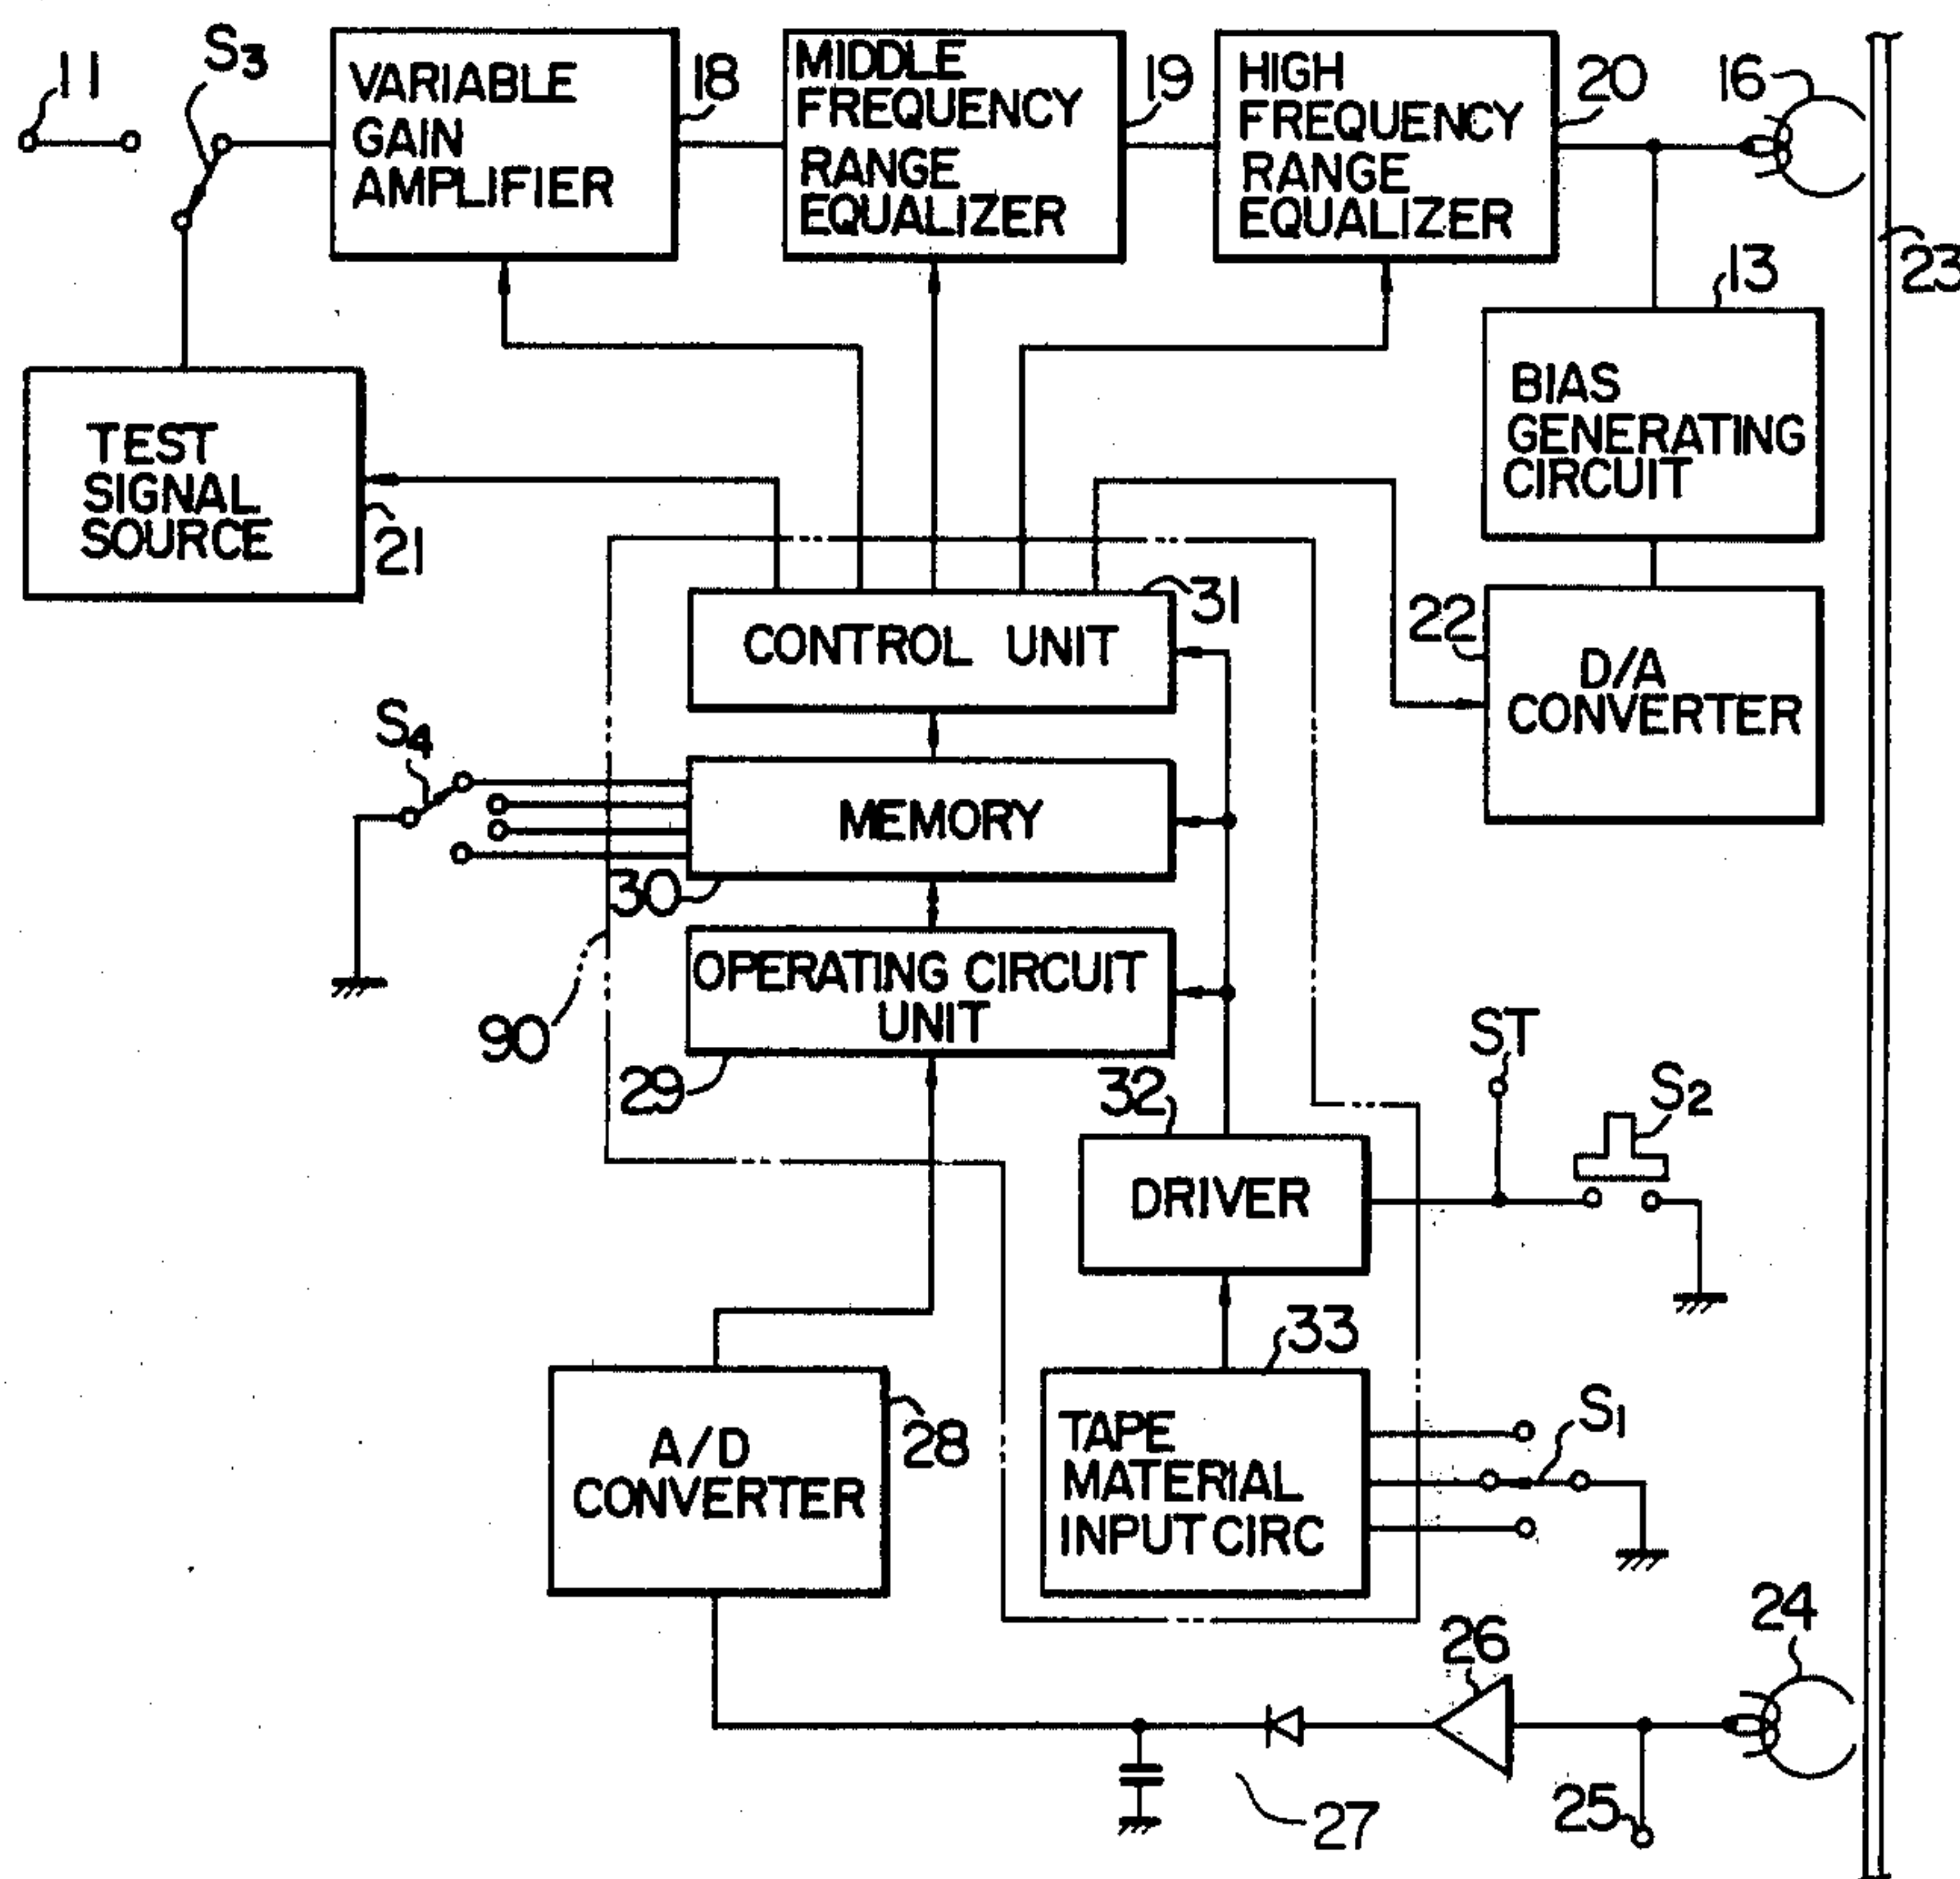 11
S3
VARIABLE
GAIN
AMPLIFIER
18
MIDDLE
FREQUENCY
RANGE
EQUALIZER
19
HIGH
FREQUENCY
RANGE
EQUALIZER
20
16
23
13
BIAS
GENERATING
CIRCUIT
TEST
SIGNAL
SOURCE
21
31
CONTROL UNIT
22
D/A
CONVERTER
S4
MEMORY
30
OPERATING CIRCUIT
UNIT
90
29
32
ST
S2
DRIVER
33
A/D
CONVERTER
28
TAPE
MATERIAL
INPUT CIRC
S1
26
24
27
25